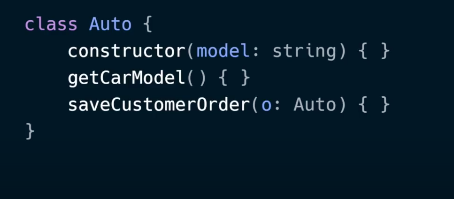 class Auto {
    constructor(model: string) { }
    getCarModel() { }
    saveCustomerOrder(o: Auto) { }
}